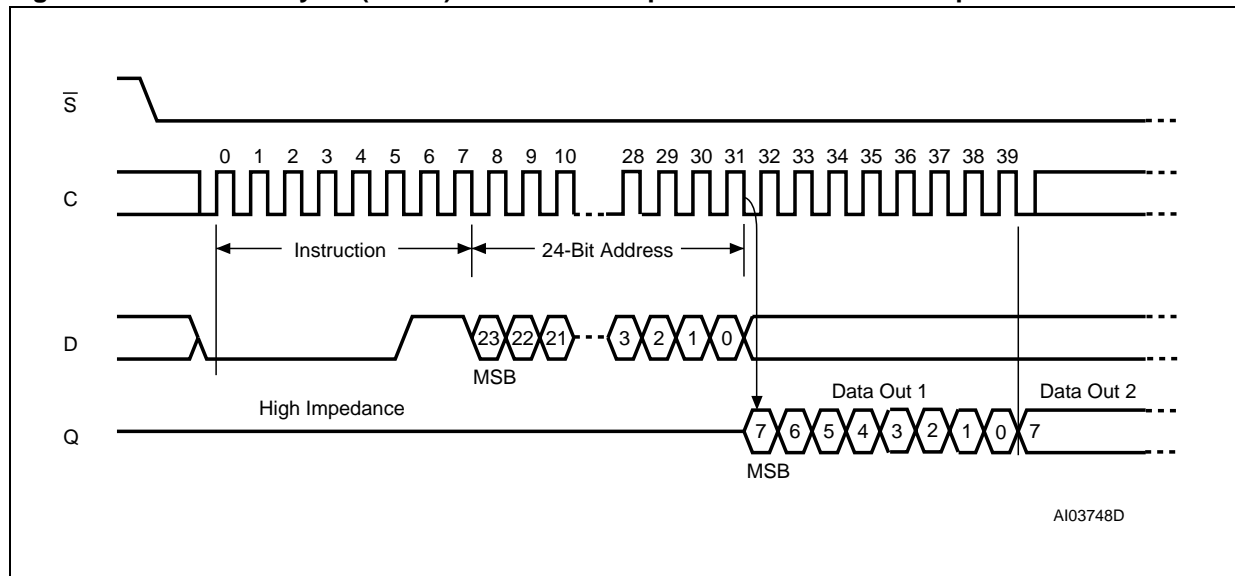 S
0 1 2 3 4 5 6 7 8 9 10 28 29 30 31 32 33 34 35 36 37 38 39
C
Instruction 24-Bit Address
D
23 22 21 3 2 1 0
MSB
High Impedance Data Out 1 Data Out 2
Q
7 6 5 4 3 2 1 0 7
MSB
AI03748D